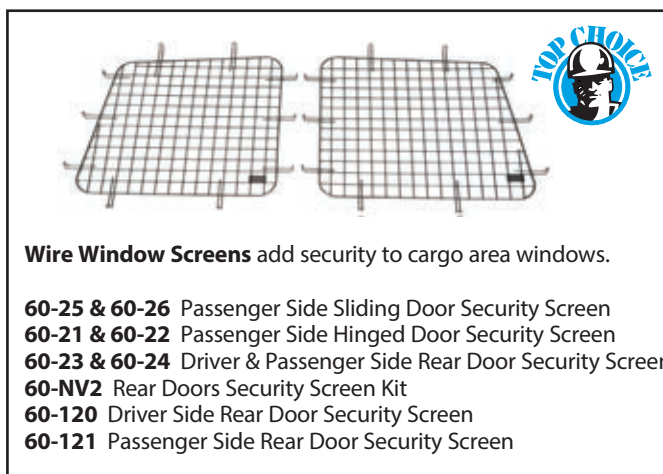 TOP CHOICE
Wire Window Screens add security to cargo area windows.
60-25 & 60-26 Passenger Side Sliding Door Security Screen
60-21 & 60-22 Passenger Side Hinged Door Security Screen
60-23 & 60-24 Driver & Passenger Side Rear Door Security Screen
60-NV2 Rear Doors Security Screen Kit
60-120 Driver Side Rear Door Security Screen
60-121 Passenger Side Rear Door Security Screen